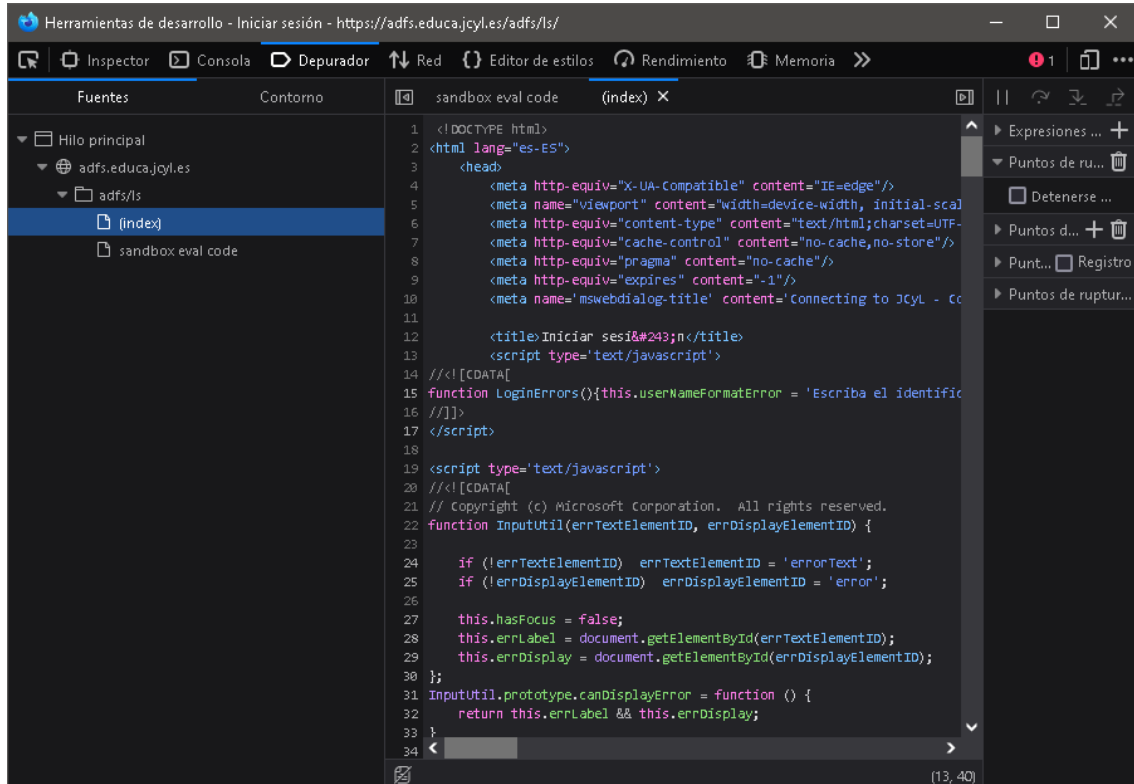 Herramientas de desarrollo - Iniciar sesión - https://adfs.educa.jcyl.es/adfs/ls/
Inspector Consola Depurador Red Editor de estilos Rendimiento Memoria 1
Fuentes Contorno
sandbox eval code (index)
Hilo principal
adfs.educa.jcyl.es
adfs/ls
(index)
sandbox eval code
1 <!DOCTYPE html>
2 <html lang="es-ES">
3 <head>
4 <meta http-equiv="X-UA-Compatible" content="IE=edge"/>
5 <meta name="viewport" content="width=device-width, initial-scal
6 <meta http-equiv="content-type" content="text/html;charset=UTF-
7 <meta http-equiv="cache-control" content="no-cache,no-store"/>
8 <meta http-equiv="pragma" content="no-cache"/>
9 <meta http-equiv="expires" content="-1"/>
10 <meta name='mswebdialog-title' content='Connecting to JCyL - Co
11
12 <title>Iniciar sesi&#243;n</title>
13 <script type='text/javascript'>
14 //<![CDATA[
15 function LoginErrors(){this.userNameFormatError = 'Escriba el identific
16 //]]>
17 </script>
18
19 <script type='text/javascript'>
20 //<![CDATA[
21 // Copyright (c) Microsoft Corporation.  All rights reserved.
22 function InputUtil(errTextElementID, errDisplayElementID) {
23
24 if (!errTextElementID)  errTextElementID = 'errorText';
25 if (!errDisplayElementID)  errDisplayElementID = 'error';
26
27 this.hasFocus = false;
28 this.errLabel = document.getElementById(errTextElementID);
29 this.errDisplay = document.getElementById(errDisplayElementID);
30 };
31 InputUtil.prototype.canDisplayError = function () {
32 return this.errLabel && this.errDisplay;
33 }
34
(13, 40)
Expresiones ...
Puntos de ru...
Detenerse ...
Puntos d...
Punt... Registro
Puntos de ruptur...